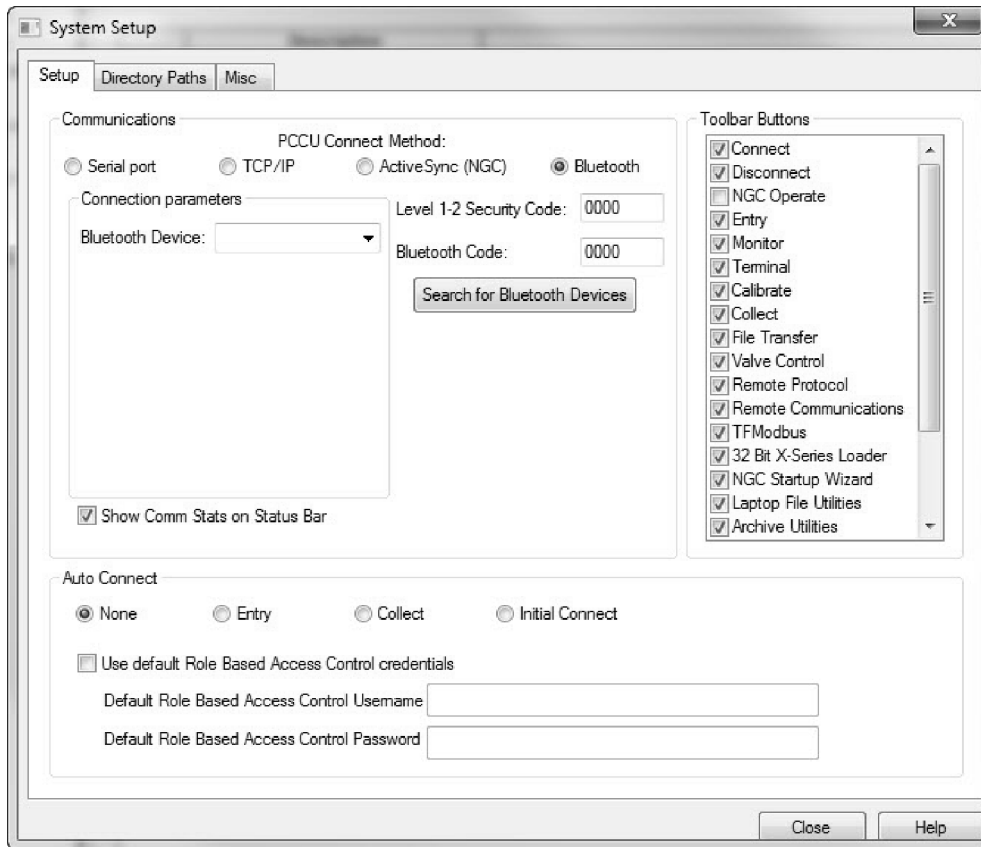 System Setup
Setup
Directory Paths
Misc
Communications
PCCU Connect Method:
Serial port
TCP/IP
ActiveSync (NGC)
Bluetooth
Connection parameters
Bluetooth Device:
Level 1-2 Security Code: 0000
Bluetooth Code: 0000
Search for Bluetooth Devices
Show Comm Stats on Status Bar
Toolbar Buttons
Connect
Disconnect
NGC Operate
Entry
Monitor
Terminal
Calibrate
Collect
File Transfer
Valve Control
Remote Protocol
Remote Communications
TFModbus
32 Bit X-Series Loader
NGC Startup Wizard
Laptop File Utilities
Archive Utilities
Auto Connect
None
Entry
Collect
Initial Connect
Use default Role Based Access Control credentials
Default Role Based Access Control Username
Default Role Based Access Control Password
Close
Help